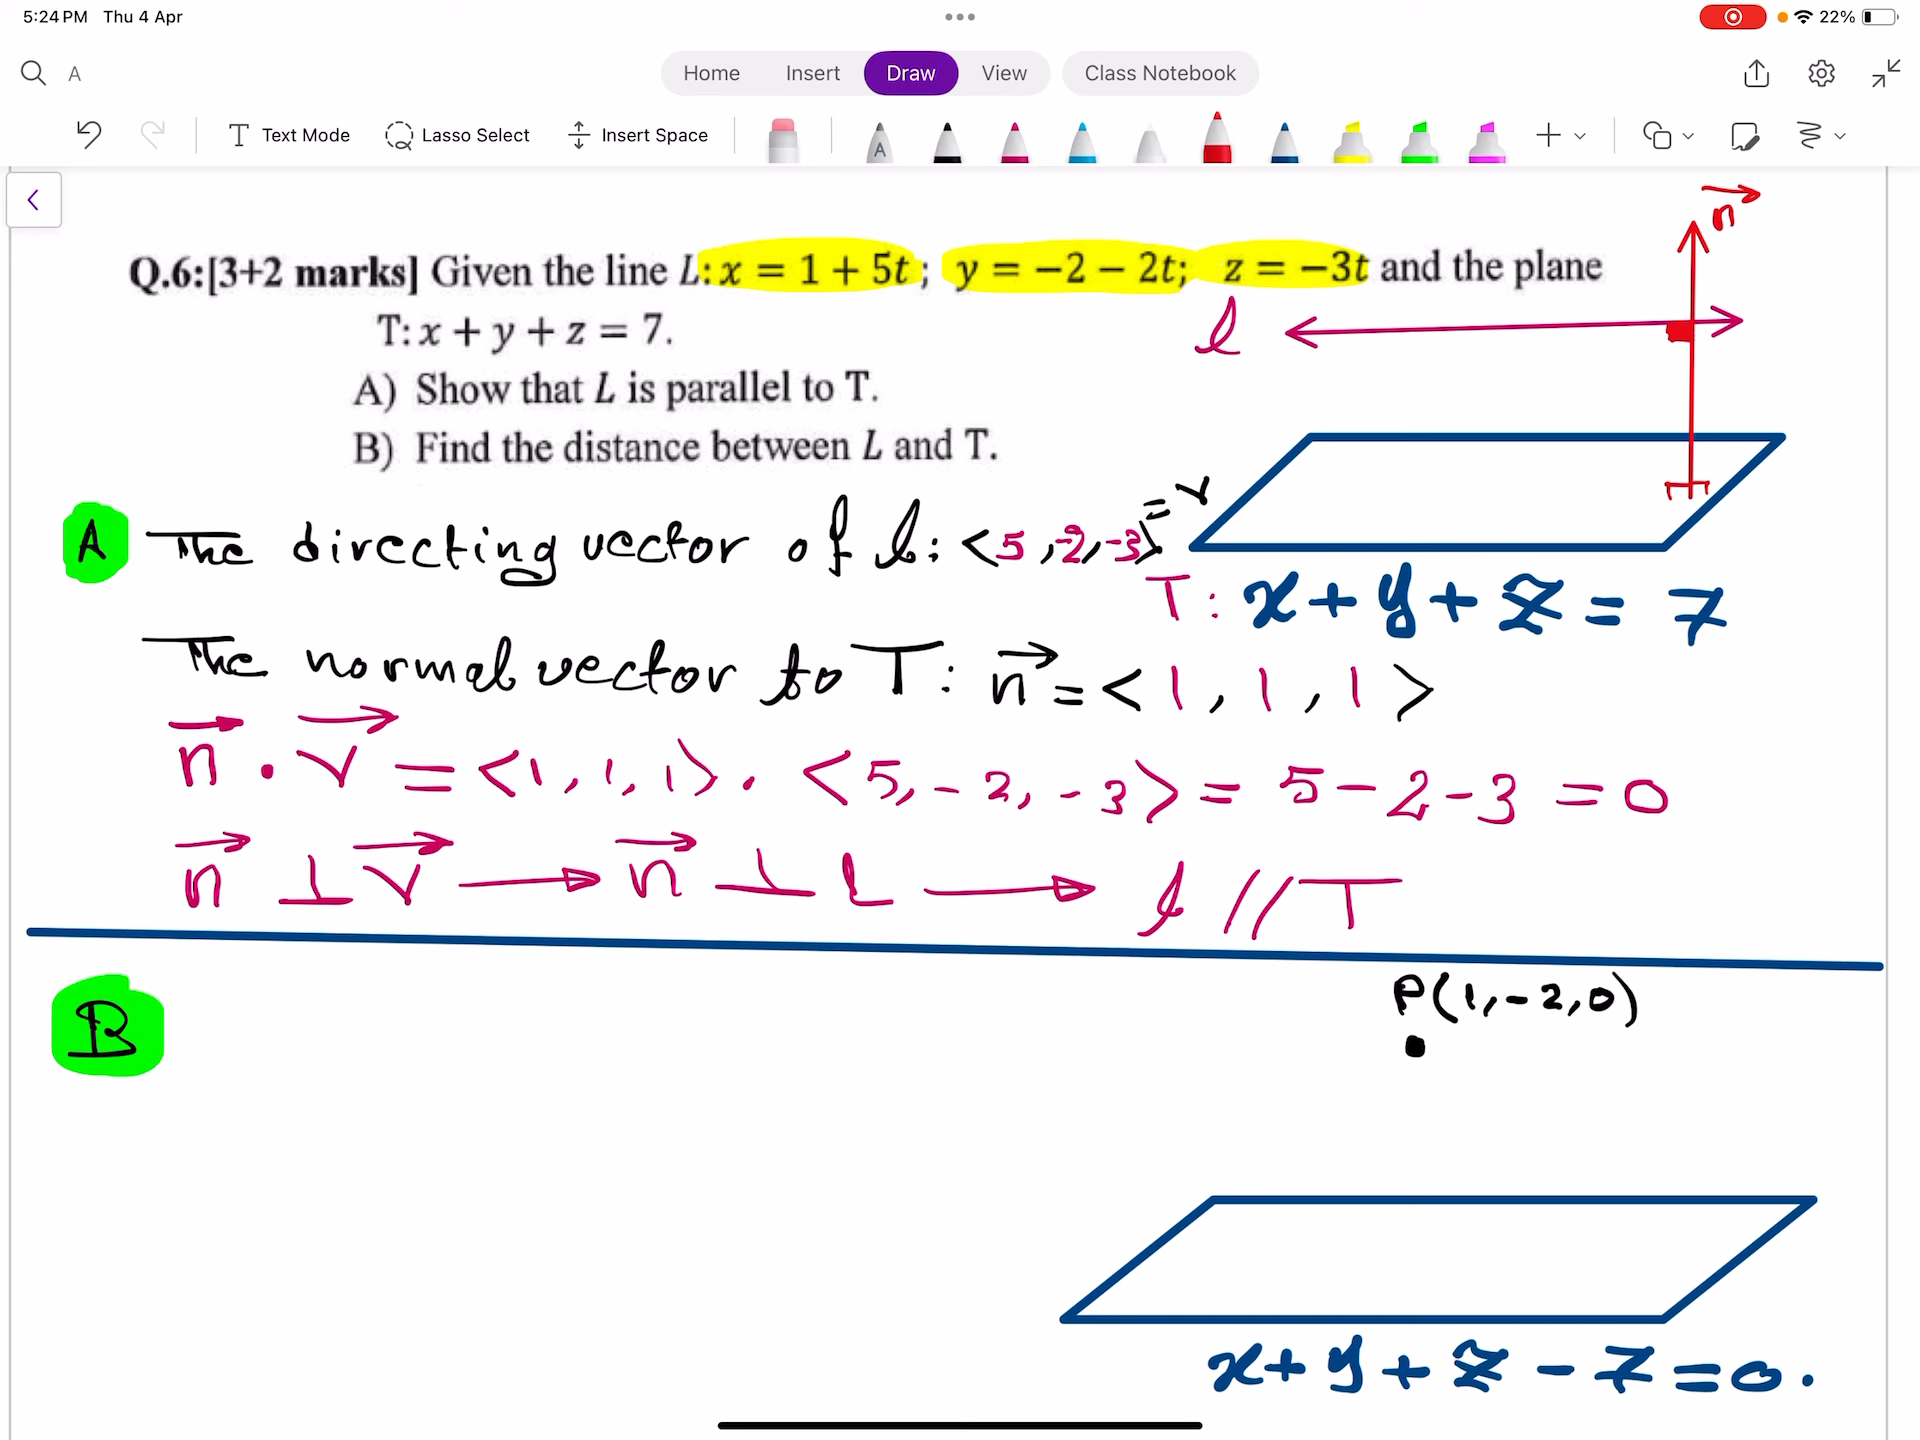 5:24 PM Thu 4 Apr
22%
A
Home Insert Draw View Class Notebook
T Text Mode Lasso Select Insert Space
A
n
Q.6:[3+2 marks] Given the line L: x = 1 + 5t; y = −2 − 2t; z = −3t and the plane
T: x + y + z = 7.
l
A) Show that L is parallel to T.
B) Find the distance between L and T.
A The directing vector of l: <5,-2,-3> = v
T: x + y + z = 7
The normal vector to T: n = <1, 1, 1>
n · v = <1, 1, 1> · <5, -2, -3> = 5 - 2 - 3 = 0
n ⊥ v → n ⊥ L → l // T
P(1, -2, 0)
B
x + y + z - 7 = 0.